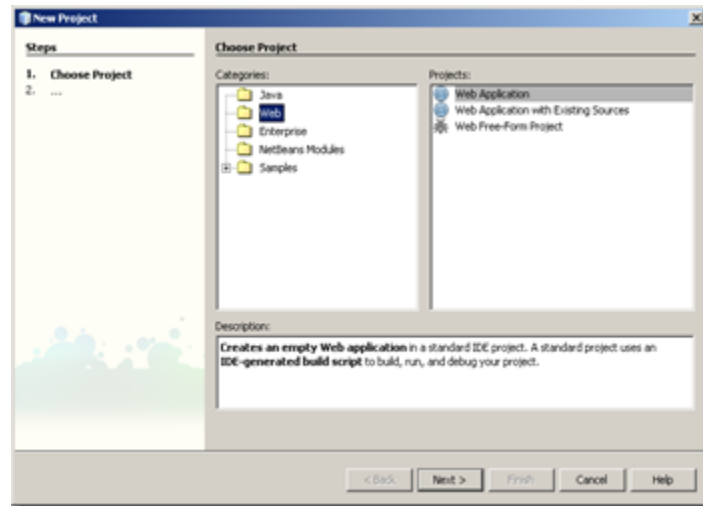 New Project
Steps
1. Choose Project
2. ...
Choose Project
Categories:
Java
Web
Enterprise
NetBeans Modules
Samples
Projects:
Web Application
Web Application with Existing Sources
Web Free-Form Project
Description:
Creates an empty Web application in a standard IDE project. A standard project uses an
IDE-generated build script to build, run, and debug your project.
< Back Next > Finish Cancel Help